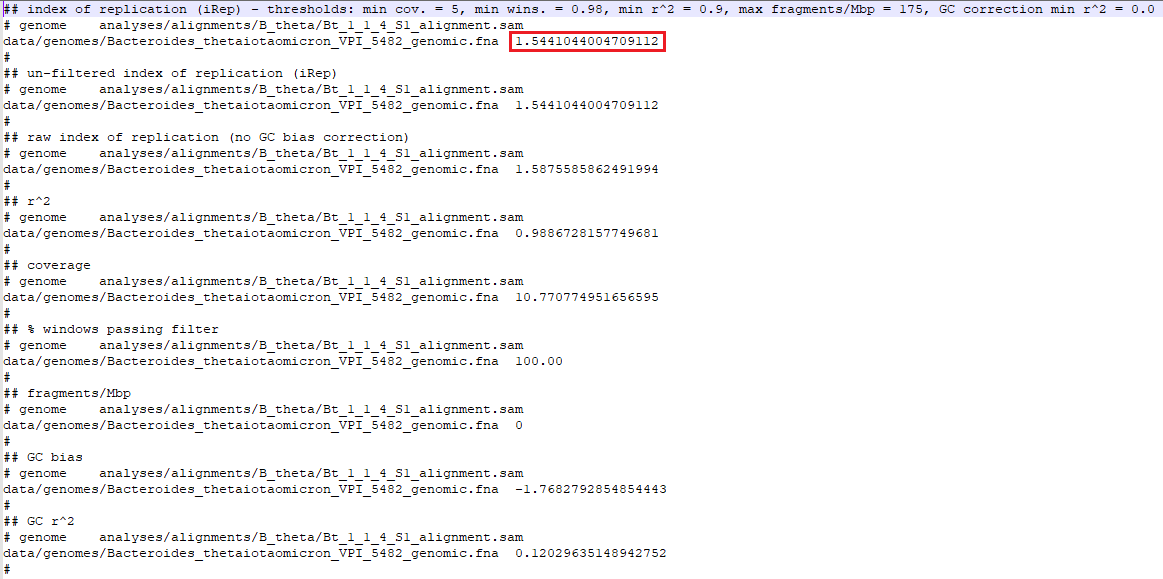 ## index of replication (iRep) - thresholds: min cov. = 5, min wins. = 0.98, min r^2 = 0.9, max fragments/Mbp = 175, GC correction min r^2 = 0.0
# genome	analyses/alignments/B_theta/Bt_1_1_4_S1_alignment.sam
data/genomes/Bacteroides_thetaiotaomicron_VPI_5482_genomic.fna	1.5441044004709112
#
## un-filtered index of replication (iRep)
# genome	analyses/alignments/B_theta/Bt_1_1_4_S1_alignment.sam
data/genomes/Bacteroides_thetaiotaomicron_VPI_5482_genomic.fna	1.5441044004709112
#
## raw index of replication (no GC bias correction)
# genome	analyses/alignments/B_theta/Bt_1_1_4_S1_alignment.sam
data/genomes/Bacteroides_thetaiotaomicron_VPI_5482_genomic.fna	1.5875585862491994
#
## r^2
# genome	analyses/alignments/B_theta/Bt_1_1_4_S1_alignment.sam
data/genomes/Bacteroides_thetaiotaomicron_VPI_5482_genomic.fna	0.9886728157749681
#
## coverage
# genome	analyses/alignments/B_theta/Bt_1_1_4_S1_alignment.sam
data/genomes/Bacteroides_thetaiotaomicron_VPI_5482_genomic.fna	10.770774951656595
#
## % windows passing filter
# genome	analyses/alignments/B_theta/Bt_1_1_4_S1_alignment.sam
data/genomes/Bacteroides_thetaiotaomicron_VPI_5482_genomic.fna	100.00
#
## fragments/Mbp
# genome	analyses/alignments/B_theta/Bt_1_1_4_S1_alignment.sam
data/genomes/Bacteroides_thetaiotaomicron_VPI_5482_genomic.fna	0
#
## GC bias
# genome	analyses/alignments/B_theta/Bt_1_1_4_S1_alignment.sam
data/genomes/Bacteroides_thetaiotaomicron_VPI_5482_genomic.fna	-1.7682792854854443
#
## GC r^2
# genome	analyses/alignments/B_theta/Bt_1_1_4_S1_alignment.sam
data/genomes/Bacteroides_thetaiotaomicron_VPI_5482_genomic.fna	0.12029635148942752
#